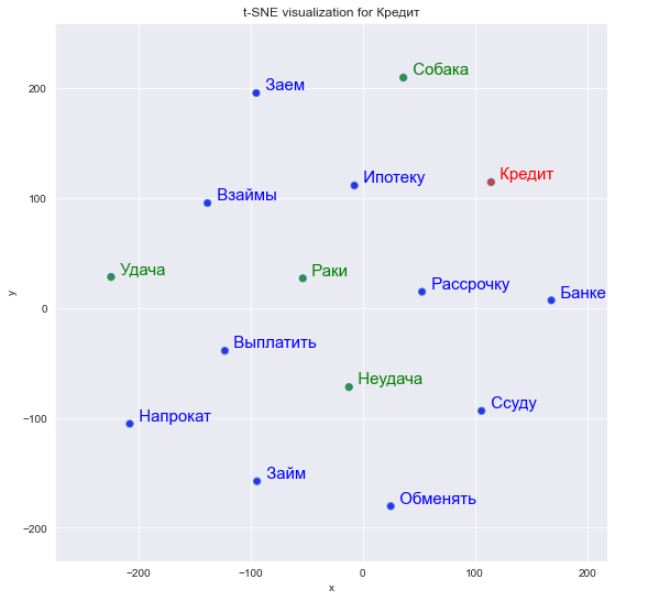 t-SNE visualization for Кредит
Собака
Заем
200
Кредит
Ипотеку
100
Взаймы
Удача
Раки
Рассрочку
Банке
y
0
Выплатить
Неудача
Ссуду
−100
Напрокат
Займ
Обменять
−200
−200 −100 0 100 200
x